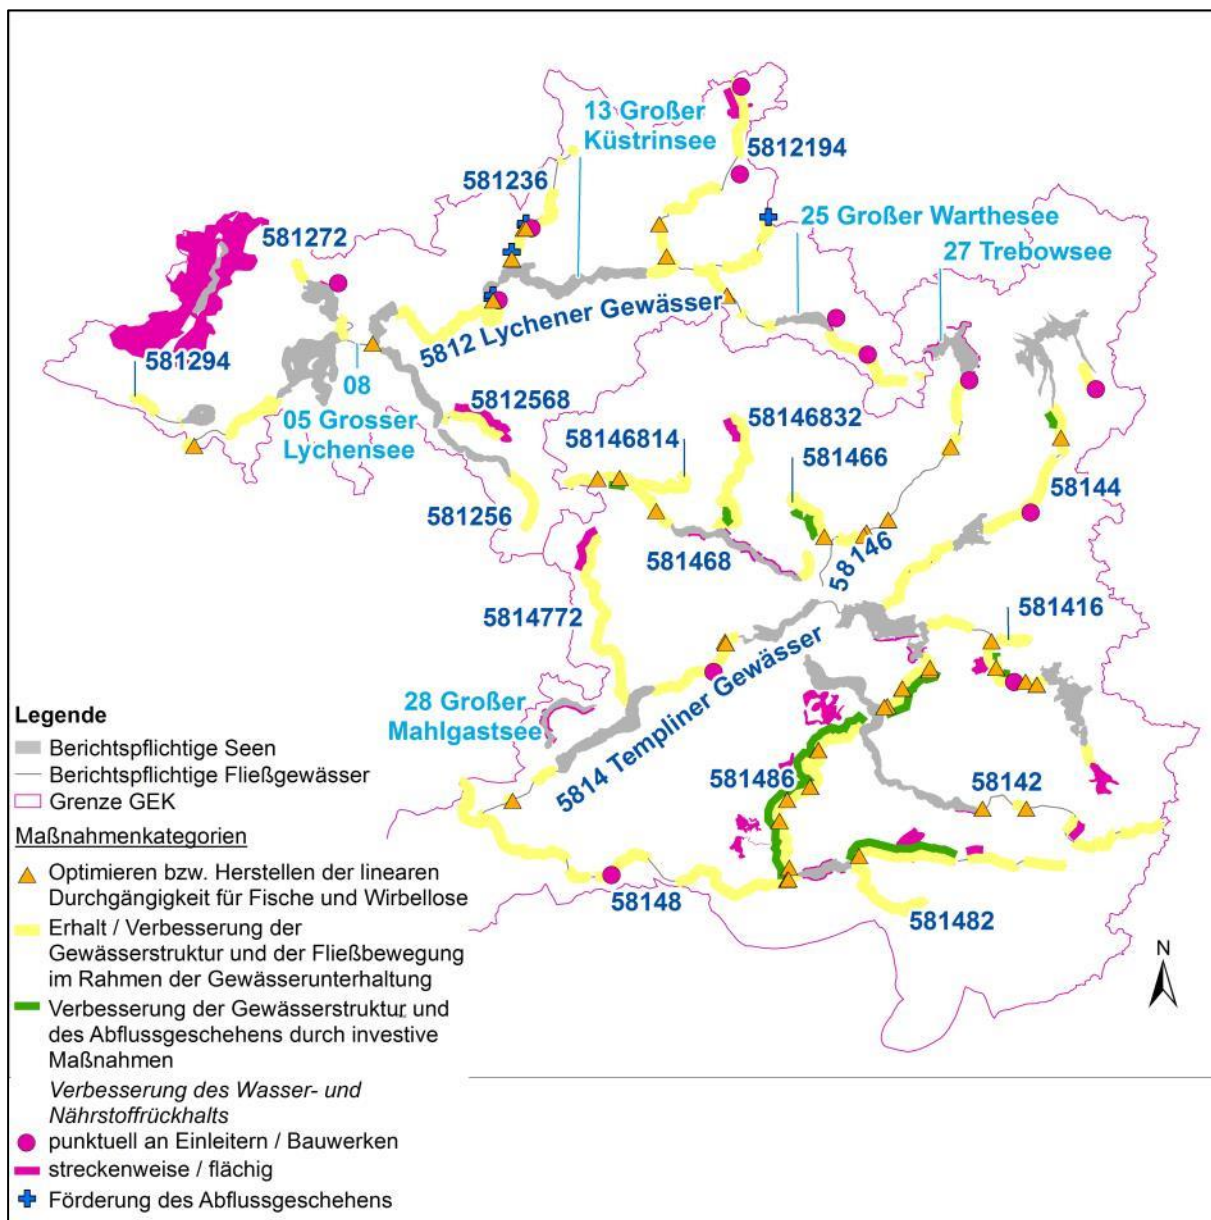 13 Großer
Küstrinsee
5812194
581236
25 Großer Warthesee
27 Trebowsee
581272
5812 Lychener Gewässer
581294
08
05 Grosser
Lychensee
5812568
58146832
58146814
581466
58144
581256
581468
58146
581416
5814772
28 Großer
Mahlgastsee
5814 Templiner Gewässer
581486
58142
58148
581482
N
Legende
Berichtspflichtige Seen
Berichtspflichtige Fließgewässer
Grenze GEK
Maßnahmenkategorien
Optimieren bzw. Herstellen der linearen
Durchgängigkeit für Fische und Wirbellose
Erhalt / Verbesserung der
Gewässerstruktur und der Fließbewegung
im Rahmen der Gewässerunterhaltung
Verbesserung der Gewässerstruktur und
des Abflussgeschehens durch investive
Maßnahmen
Verbesserung des Wasser- und
Nährstoffrückhalts
punktuell an Einleitern / Bauwerken
streckenweise / flächig
Förderung des Abflussgeschehens